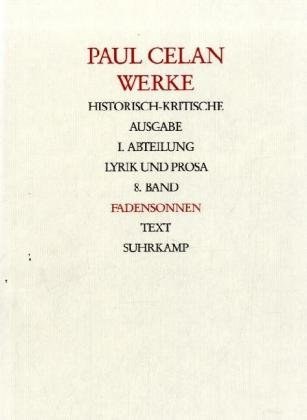 PAUL CELAN
WERKE
HISTORISCH-KRITISCHE
AUSGABE
I. ABTEILUNG
LYRIK UND PROSA
8. BAND
FADENSONNEN
TEXT
SUHRKAMP